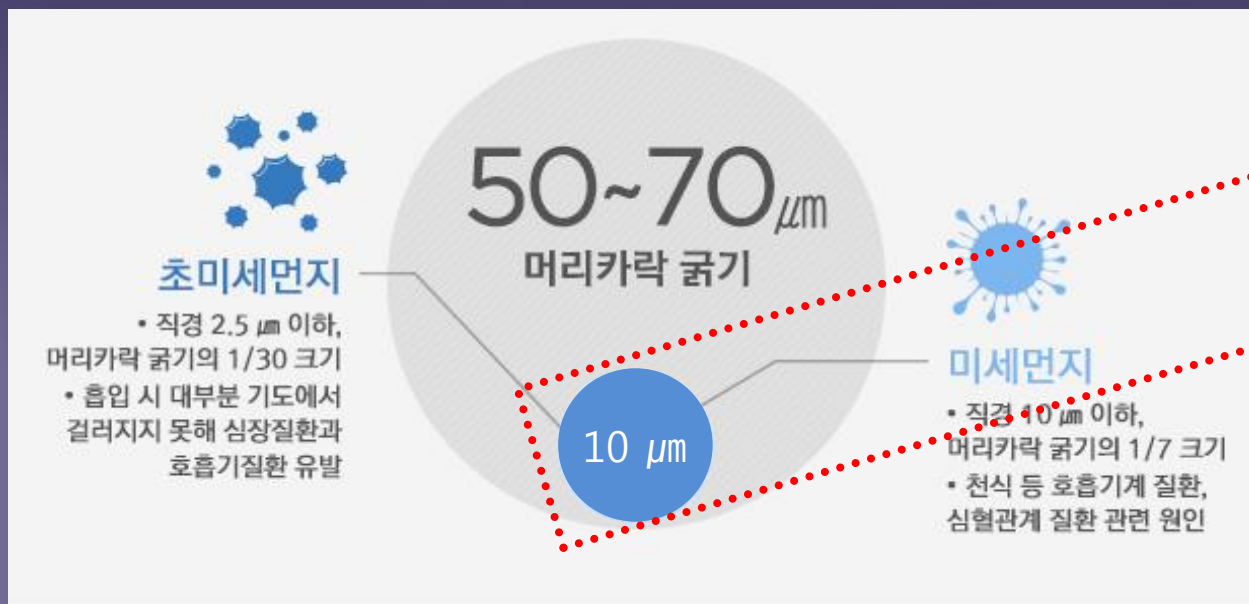 50~70㎛
머리카락 굵기
초미세먼지
• 직경 2.5 ㎛ 이하,
머리카락 굵기의 1/30 크기
• 흡입 시 대부분 기도에서
걸러지지 못해 심장질환과
호흡기질환 유발
10 ㎛
미세먼지
• 직경 10 ㎛ 이하,
머리카락 굵기의 1/7 크기
• 천식 등 호흡기계 질환,
심혈관계 질환 관련 원인